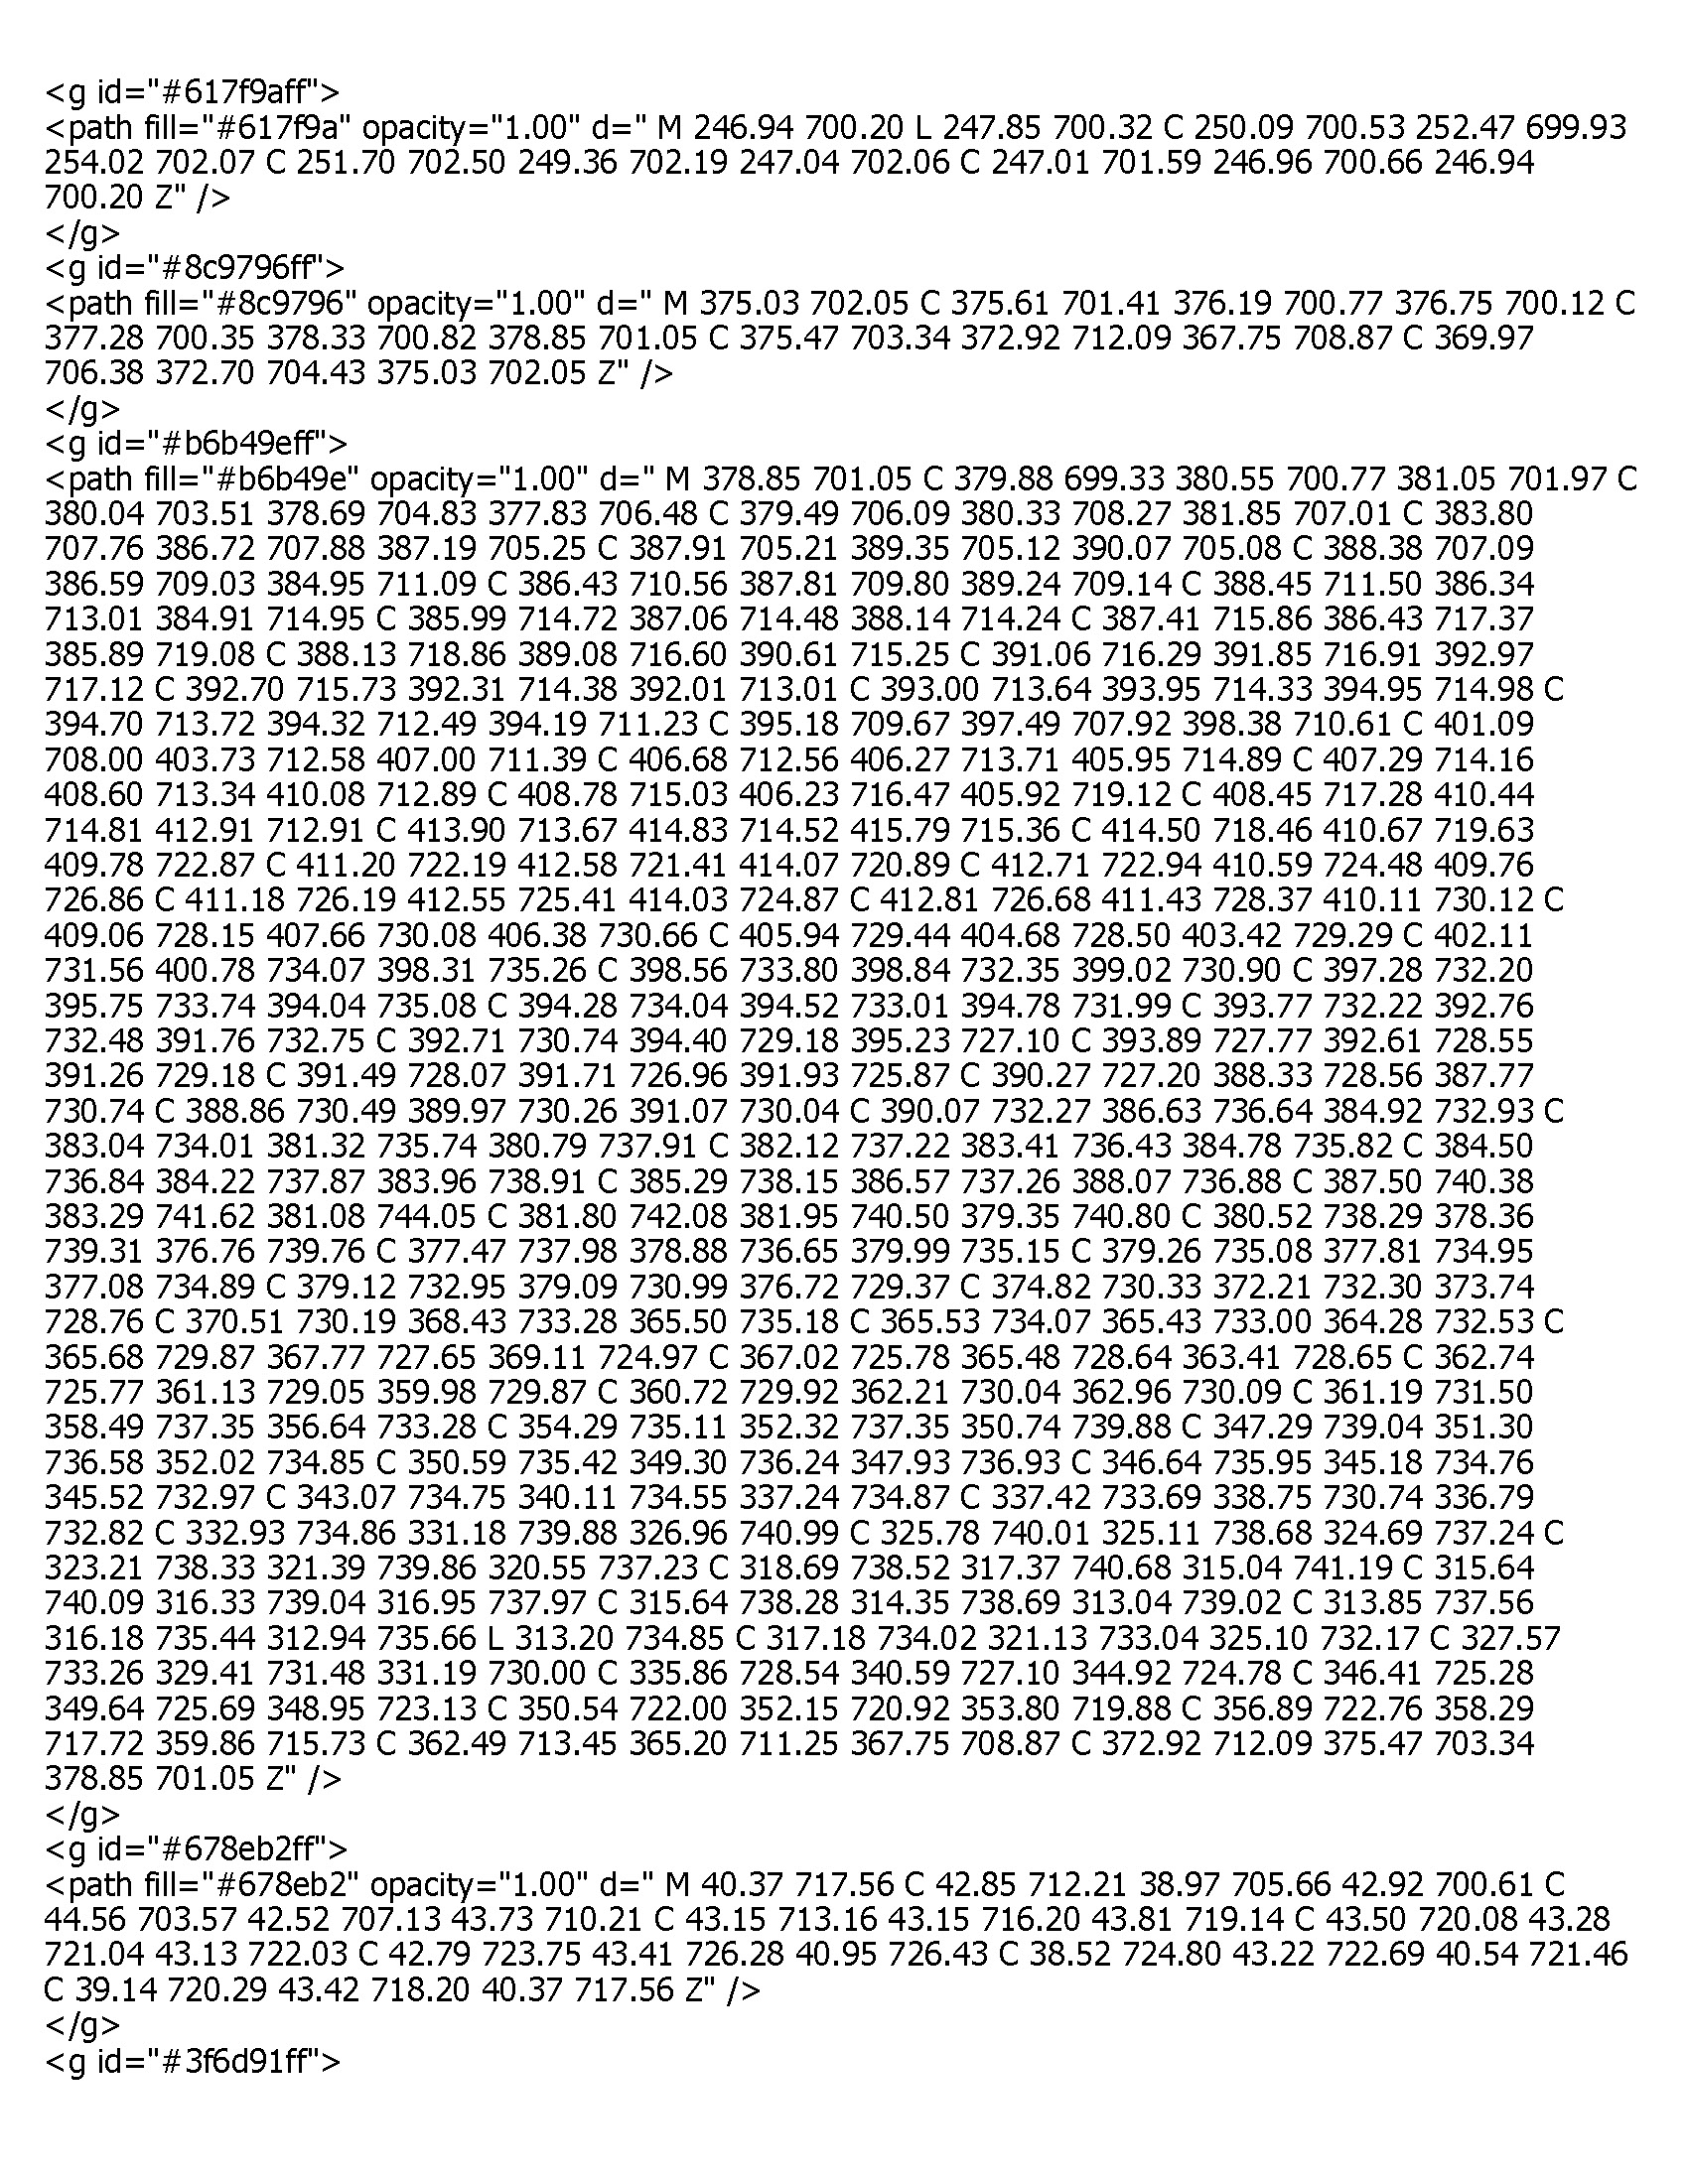 <g id="#617f9aff">
<path fill="#617f9a" opacity="1.00" d=" M 246.94 700.20 L 247.85 700.32 C 250.09 700.53 252.47 699.93
254.02 702.07 C 251.70 702.50 249.36 702.19 247.04 702.06 C 247.01 701.59 246.96 700.66 246.94
700.20 Z" />
</g>
<g id="#8c9796ff">
<path fill="#8c9796" opacity="1.00" d=" M 375.03 702.05 C 375.61 701.41 376.19 700.77 376.75 700.12 C
377.28 700.35 378.33 700.82 378.85 701.05 C 375.47 703.34 372.92 712.09 367.75 708.87 C 369.97
706.38 372.70 704.43 375.03 702.05 Z" />
</g>
<g id="#b6b49eff">
<path fill="#b6b49e" opacity="1.00" d=" M 378.85 701.05 C 379.88 699.33 380.55 700.77 381.05 701.97 C
380.04 703.51 378.69 704.83 377.83 706.48 C 379.49 706.09 380.33 708.27 381.85 707.01 C 383.80
707.76 386.72 707.88 387.19 705.25 C 387.91 705.21 389.35 705.12 390.07 705.08 C 388.38 707.09
386.59 709.03 384.95 711.09 C 386.43 710.56 387.81 709.80 389.24 709.14 C 388.45 711.50 386.34
713.01 384.91 714.95 C 385.99 714.72 387.06 714.48 388.14 714.24 C 387.41 715.86 386.43 717.37
385.89 719.08 C 388.13 718.86 389.08 716.60 390.61 715.25 C 391.06 716.29 391.85 716.91 392.97
717.12 C 392.70 715.73 392.31 714.38 392.01 713.01 C 393.00 713.64 393.95 714.33 394.95 714.98 C
394.70 713.72 394.32 712.49 394.19 711.23 C 395.18 709.67 397.49 707.92 398.38 710.61 C 401.09
708.00 403.73 712.58 407.00 711.39 C 406.68 712.56 406.27 713.71 405.95 714.89 C 407.29 714.16
408.60 713.34 410.08 712.89 C 408.78 715.03 406.23 716.47 405.92 719.12 C 408.45 717.28 410.44
714.81 412.91 712.91 C 413.90 713.67 414.83 714.52 415.79 715.36 C 414.50 718.46 410.67 719.63
409.78 722.87 C 411.20 722.19 412.58 721.41 414.07 720.89 C 412.71 722.94 410.59 724.48 409.76
726.86 C 411.18 726.19 412.55 725.41 414.03 724.87 C 412.81 726.68 411.43 728.37 410.11 730.12 C
409.06 728.15 407.66 730.08 406.38 730.66 C 405.94 729.44 404.68 728.50 403.42 729.29 C 402.11
731.56 400.78 734.07 398.31 735.26 C 398.56 733.80 398.84 732.35 399.02 730.90 C 397.28 732.20
395.75 733.74 394.04 735.08 C 394.28 734.04 394.52 733.01 394.78 731.99 C 393.77 732.22 392.76
732.48 391.76 732.75 C 392.71 730.74 394.40 729.18 395.23 727.10 C 393.89 727.77 392.61 728.55
391.26 729.18 C 391.49 728.07 391.71 726.96 391.93 725.87 C 390.27 727.20 388.33 728.56 387.77
730.74 C 388.86 730.49 389.97 730.26 391.07 730.04 C 390.07 732.27 386.63 736.64 384.92 732.93 C
383.04 734.01 381.32 735.74 380.79 737.91 C 382.12 737.22 383.41 736.43 384.78 735.82 C 384.50
736.84 384.22 737.87 383.96 738.91 C 385.29 738.15 386.57 737.26 388.07 736.88 C 387.50 740.38
383.29 741.62 381.08 744.05 C 381.80 742.08 381.95 740.50 379.35 740.80 C 380.52 738.29 378.36
739.31 376.76 739.76 C 377.47 737.98 378.88 736.65 379.99 735.15 C 379.26 735.08 377.81 734.95
377.08 734.89 C 379.12 732.95 379.09 730.99 376.72 729.37 C 374.82 730.33 372.21 732.30 373.74
728.76 C 370.51 730.19 368.43 733.28 365.50 735.18 C 365.53 734.07 365.43 733.00 364.28 732.53 C
365.68 729.87 367.77 727.65 369.11 724.97 C 367.02 725.78 365.48 728.64 363.41 728.65 C 362.74
725.77 361.13 729.05 359.98 729.87 C 360.72 729.92 362.21 730.04 362.96 730.09 C 361.19 731.50
358.49 737.35 356.64 733.28 C 354.29 735.11 352.32 737.35 350.74 739.88 C 347.29 739.04 351.30
736.58 352.02 734.85 C 350.59 735.42 349.30 736.24 347.93 736.93 C 346.64 735.95 345.18 734.76
345.52 732.97 C 343.07 734.75 340.11 734.55 337.24 734.87 C 337.42 733.69 338.75 730.74 336.79
732.82 C 332.93 734.86 331.18 739.88 326.96 740.99 C 325.78 740.01 325.11 738.68 324.69 737.24 C
323.21 738.33 321.39 739.86 320.55 737.23 C 318.69 738.52 317.37 740.68 315.04 741.19 C 315.64
740.09 316.33 739.04 316.95 737.97 C 315.64 738.28 314.35 738.69 313.04 739.02 C 313.85 737.56
316.18 735.44 312.94 735.66 L 313.20 734.85 C 317.18 734.02 321.13 733.04 325.10 732.17 C 327.57
733.26 329.41 731.48 331.19 730.00 C 335.86 728.54 340.59 727.10 344.92 724.78 C 346.41 725.28
349.64 725.69 348.95 723.13 C 350.54 722.00 352.15 720.92 353.80 719.88 C 356.89 722.76 358.29
717.72 359.86 715.73 C 362.49 713.45 365.20 711.25 367.75 708.87 C 372.92 712.09 375.47 703.34
378.85 701.05 Z" />
</g>
<g id="#678eb2ff">
<path fill="#678eb2" opacity="1.00" d=" M 40.37 717.56 C 42.85 712.21 38.97 705.66 42.92 700.61 C
44.56 703.57 42.52 707.13 43.73 710.21 C 43.15 713.16 43.15 716.20 43.81 719.14 C 43.50 720.08 43.28
721.04 43.13 722.03 C 42.79 723.75 43.41 726.28 40.95 726.43 C 38.52 724.80 43.22 722.69 40.54 721.46
C 39.14 720.29 43.42 718.20 40.37 717.56 Z" />
</g>
<g id="#3f6d91ff">